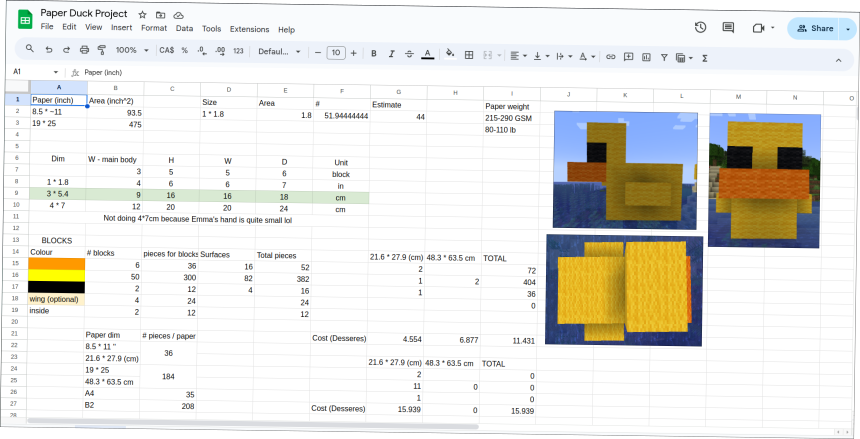 Paper Duck Project
File Edit View Insert Format Data Tools Extensions Help
Share
100% CA$ % .0 .00 123 Defaul... − 10 + B I S A Σ
A1 fx Paper (inch)
A B C D E F G H I J K L M N O
1 Paper (inch) Area (inch^2) Size Area # Estimate Paper weight
2 8.5 * ~11 93.5 1 * 1.8 1.8 51.94444444 44 215-290 GSM
3 19 * 25 475 80-110 lb
4
5
6 Dim W - main body H W D Unit
7 3 5 5 6 block
8 1 * 1.8 4 6 6 7 in
9 3 * 5.4 9 16 16 18 cm
10 4 * 7 12 20 20 24 cm
11 Not doing 4*7cm because Emma's hand is quite small lol
12
13 BLOCKS
14 Colour # blocks pieces for blocks Surfaces Total pieces 21.6 * 27.9 (cm) 48.3 * 63.5 cm TOTAL
15 6 36 16 52 2 72
16 50 300 82 382 1 2 404
17 2 12 4 16 1 36
18 wing (optional) 4 24 24 0
19 inside 2 12 12
20
21 Paper dim # pieces / paper Cost (Desseres) 4.554 6.877 11.431
22 8.5 * 11 " 36
23 21.6 * 27.9 (cm) 21.6 * 27.9 (cm) 48.3 * 63.5 cm TOTAL
24 19 * 25 184 2 0
25 48.3 * 63.5 cm 11 0 0
26 A4 35 1 0
27 B2 208 Cost (Desseres) 15.939 0 15.939
28